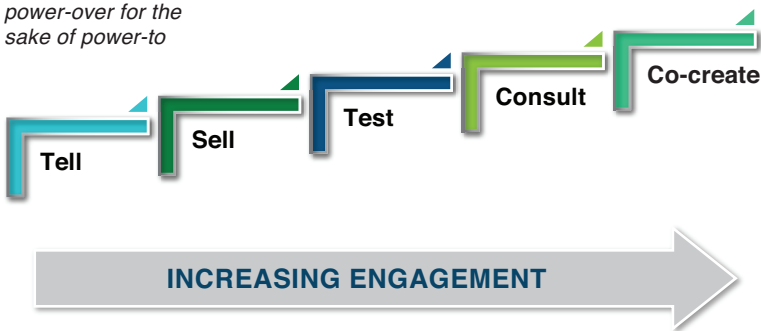 power-over for the
sake of power-to
Tell
Sell
Test
Consult
Co-create
INCREASING ENGAGEMENT